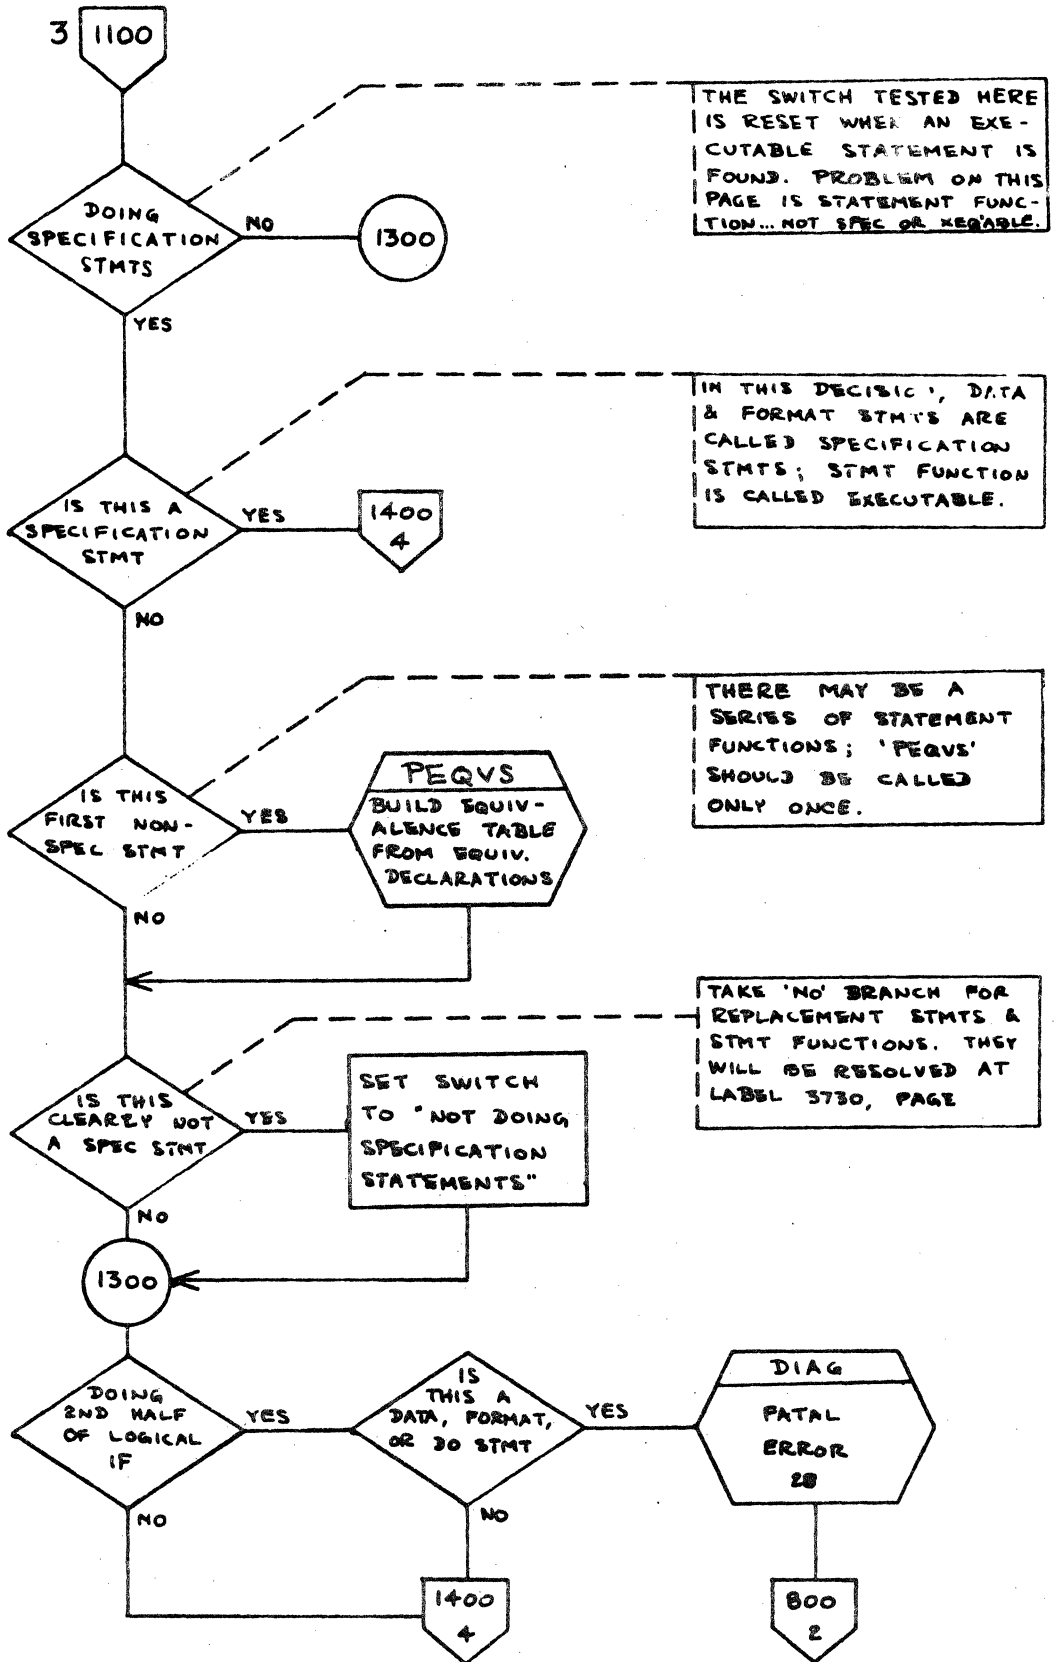 3 1100
THE SWITCH TESTED HERE
IS RESET WHEN AN EXE-
CUTABLE STATEMENT IS
FOUND. PROBLEM ON THIS
PAGE IS STATEMENT FUNC-
TION... NOT SPEC OR XEQ'ABLE.
DOING
SPECIFICATION
STMTS
NO
1300
YES
IN THIS DECISIC', DATA
& FORMAT STMTS ARE
CALLED SPECIFICATION
STMTS; STMT FUNCTION
IS CALLED EXECUTABLE.
IS THIS A
SPECIFICATION
STMT
YES
1400
4
NO
THERE MAY BE A
SERIES OF STATEMENT
FUNCTIONS; 'PEQVS'
SHOULD BE CALLED
ONLY ONCE.
IS THIS
FIRST NON-
SPEC STMT
YES
PEQVS
BUILD EQUIV-
ALENCE TABLE
FROM EQUIV.
DECLARATIONS
NO
TAKE 'NO' BRANCH FOR
REPLACEMENT STMTS &
STMT FUNCTIONS. THEY
WILL BE RESOLVED AT
LABEL 3730, PAGE
IS THIS
CLEARLY NOT
A SPEC STMT
YES
SET SWITCH
TO "NOT DOING
SPECIFICATION
STATEMENTS"
NO
1300
DOING
2ND HALF
OF LOGICAL
IF
YES
IS
THIS A
DATA, FORMAT,
OR DO STMT
YES
DIAG
FATAL
ERROR
NO
NO
1400
4
800
2